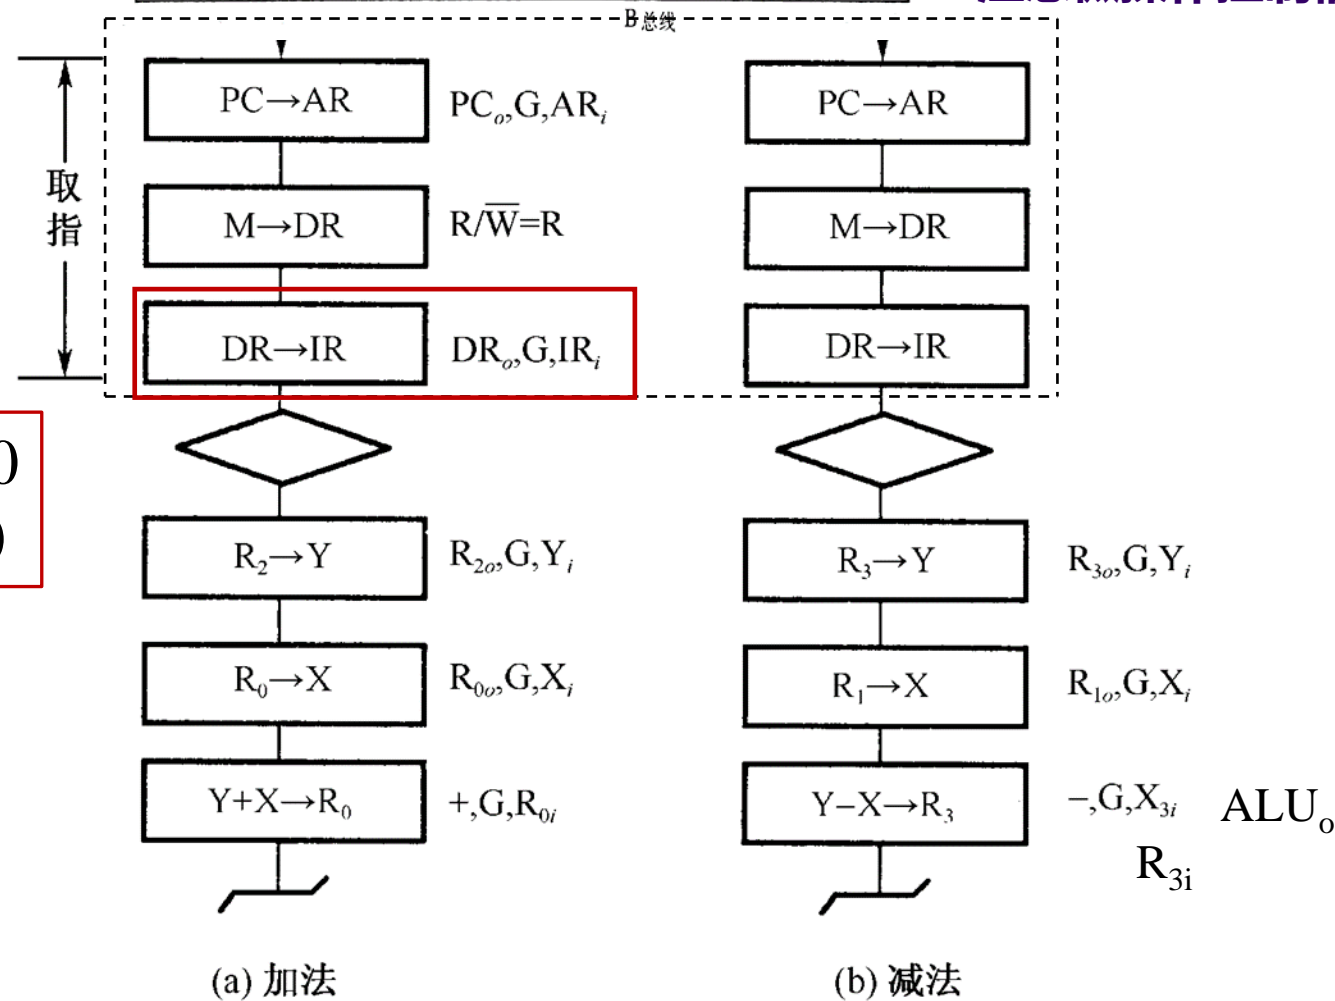 B总线
PC→AR
PC₀,G,ARᵢ
PC→AR
取指
M→DR
R/W̅=R
M→DR
DR→IR
DRₒ,G,IRᵢ
DR→IR
0
)
R₂→Y
R₂ₒ,G,Yᵢ
R₃→Y
R₃ₒ,G,Yᵢ
R₀→X
R₀ₒ,G,Xᵢ
R₁→X
R₁ₒ,G,Xᵢ
Y+X→R₀
+,G,R₀ᵢ
Y−X→R₃
−,G,X₃ᵢ
ALUₒ
R₃ᵢ
(a) 加法
(b) 减法